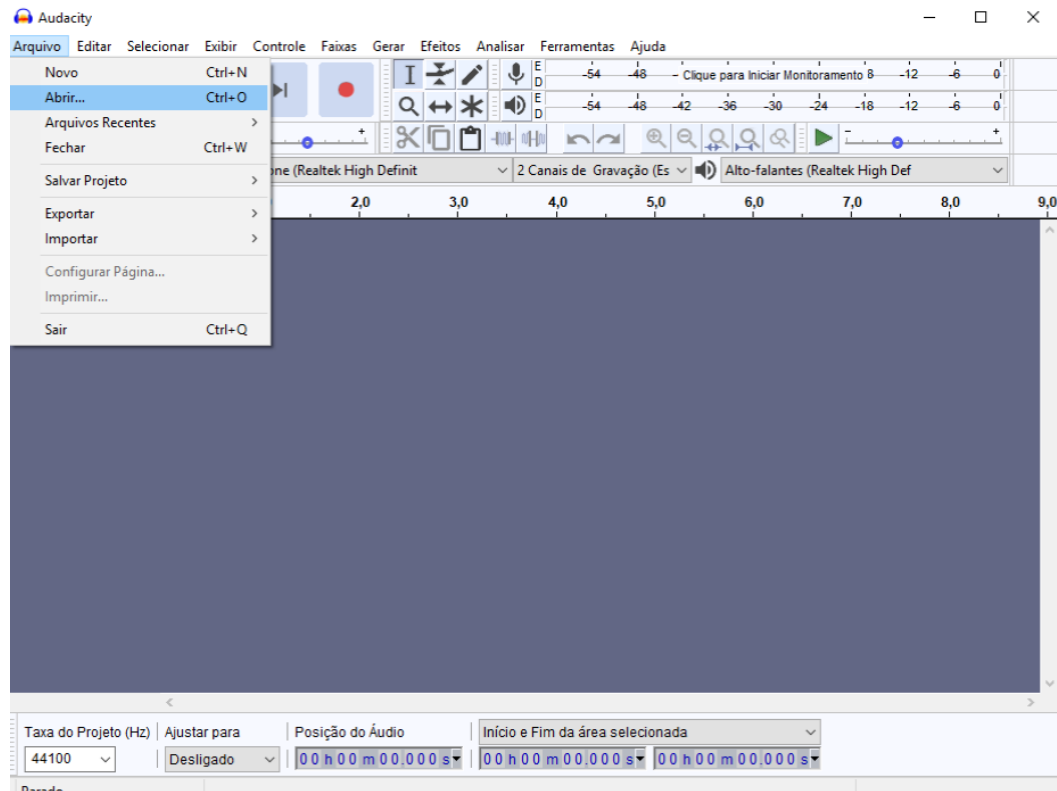 Audacity
Arquivo Editar Selecionar Exibir Controle Faixas Gerar Efeitos Analisar Ferramentas Ajuda
Novo Ctrl+N
Abrir... Ctrl+O
Arquivos Recentes
Fechar Ctrl+W
Salvar Projeto
Exportar
Importar
Configurar Página...
Imprimir...
Sair Ctrl+Q
E D -54 -48 - Clique para Iniciar Monitoramento 8 -12 -6 0
E D -54 -48 -42 -36 -30 -24 -18 -12 -6 0
+ - +
one (Realtek High Definit 2 Canais de Gravação (Es Alto-falantes (Realtek High Def
2,0 3,0 4,0 5,0 6,0 7,0 8,0 9,0
Taxa do Projeto (Hz) Ajustar para Posição do Áudio Início e Fim da área selecionada
44100 Desligado 00 h 00 m 00.000 s 00 h 00 m 00.000 s 00 h 00 m 00.000 s